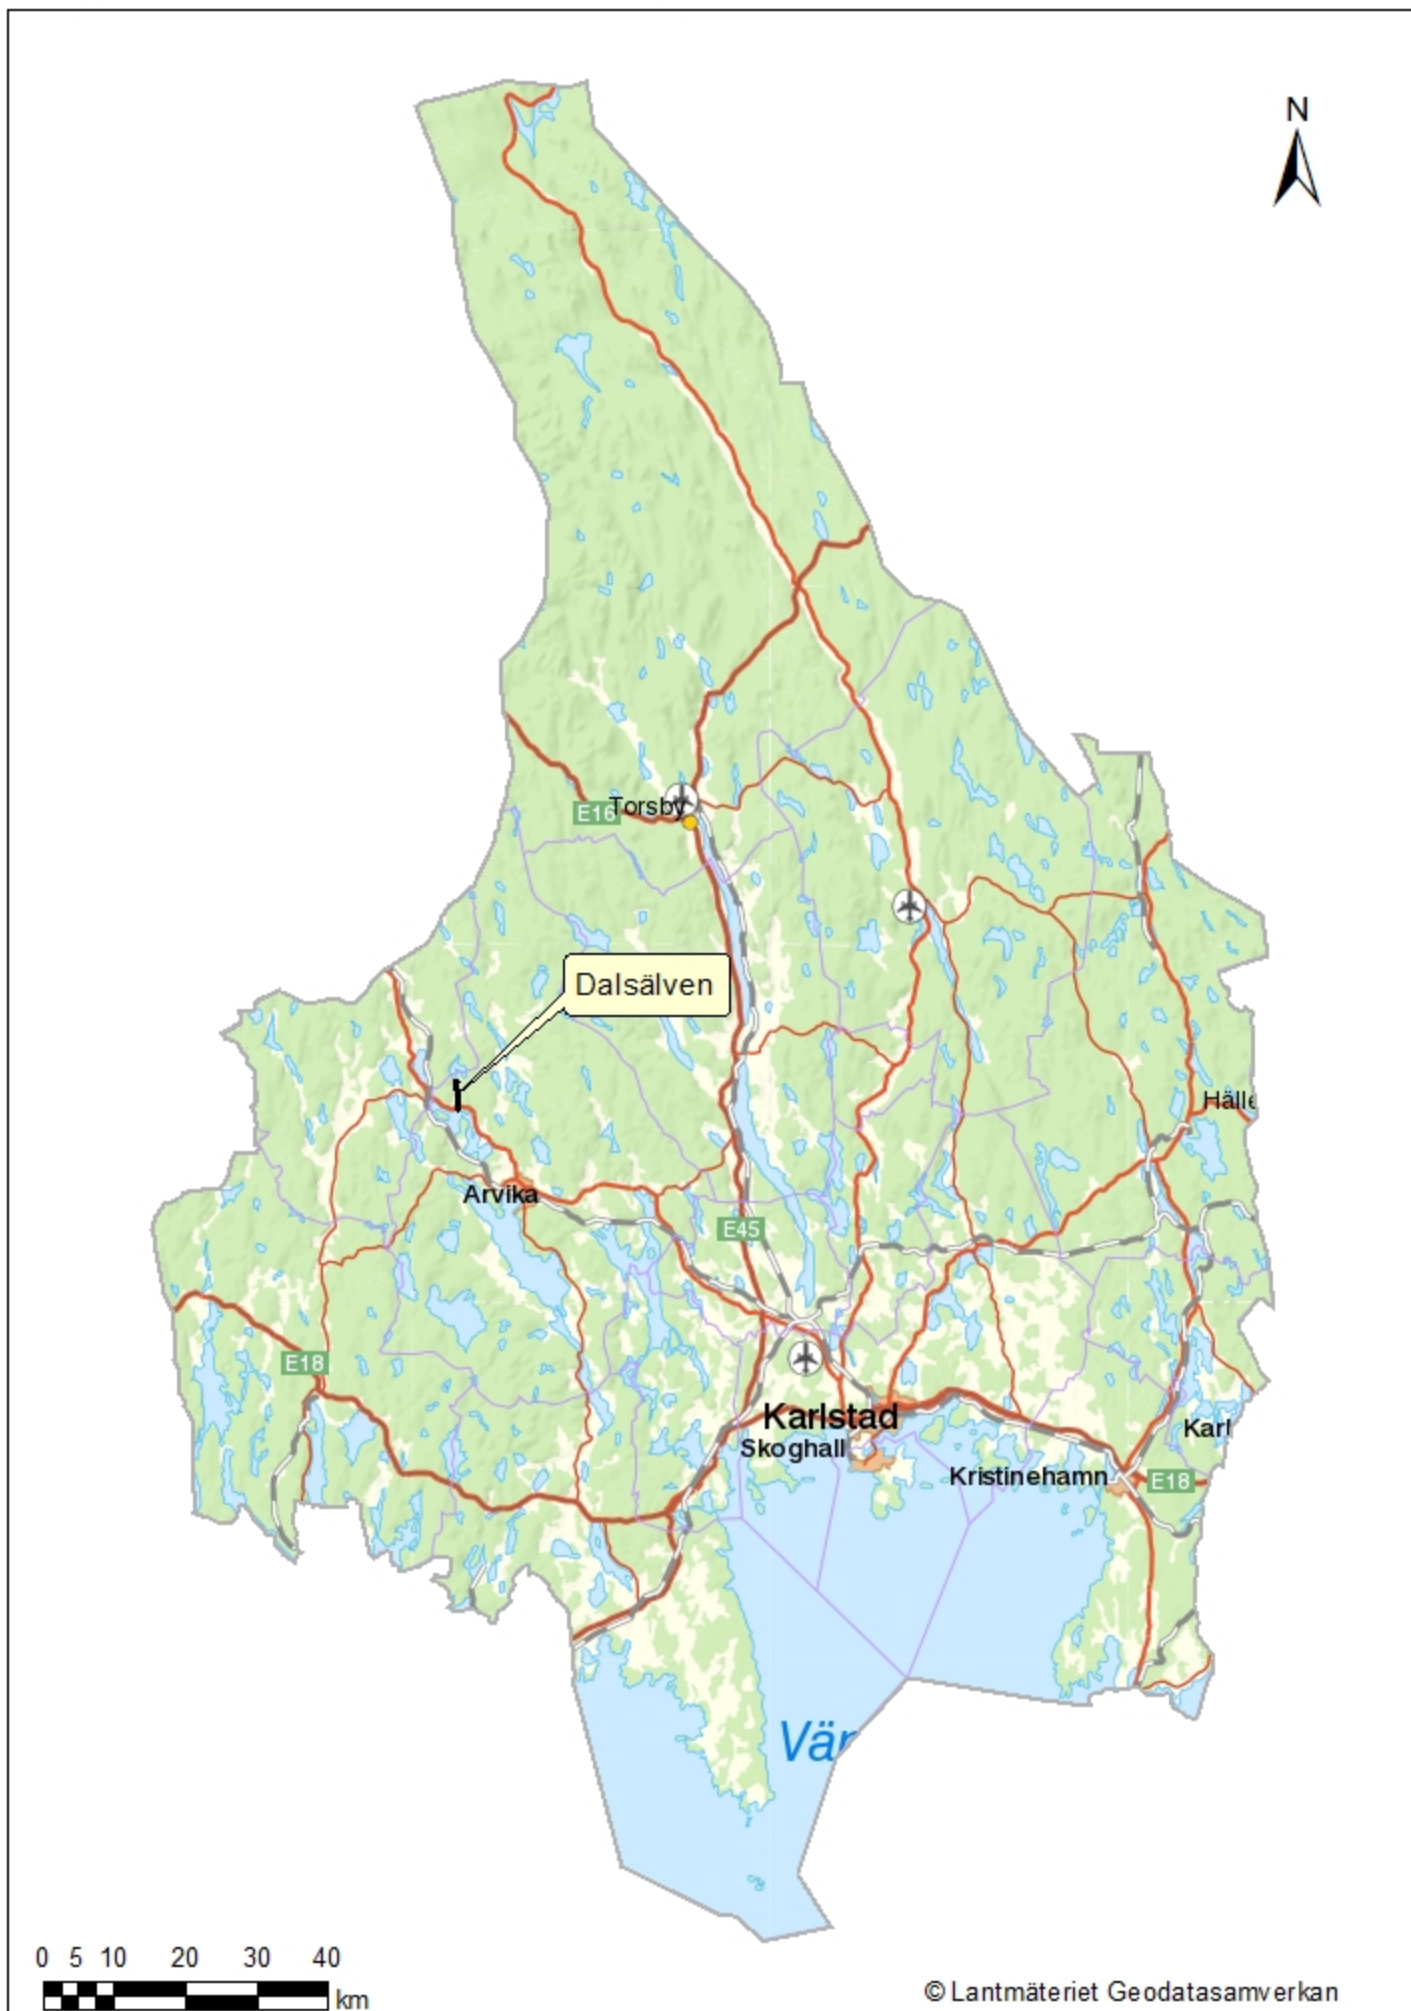 N
E16
Torsby
Dalsälven
Hälle
Arvika
E45
E18
Karlstad
Skoghall
Karl
Kristinehamn
E18
Vär
0 5 10 20 30 40
km
© Lantmäteriet Geodatasamverkan